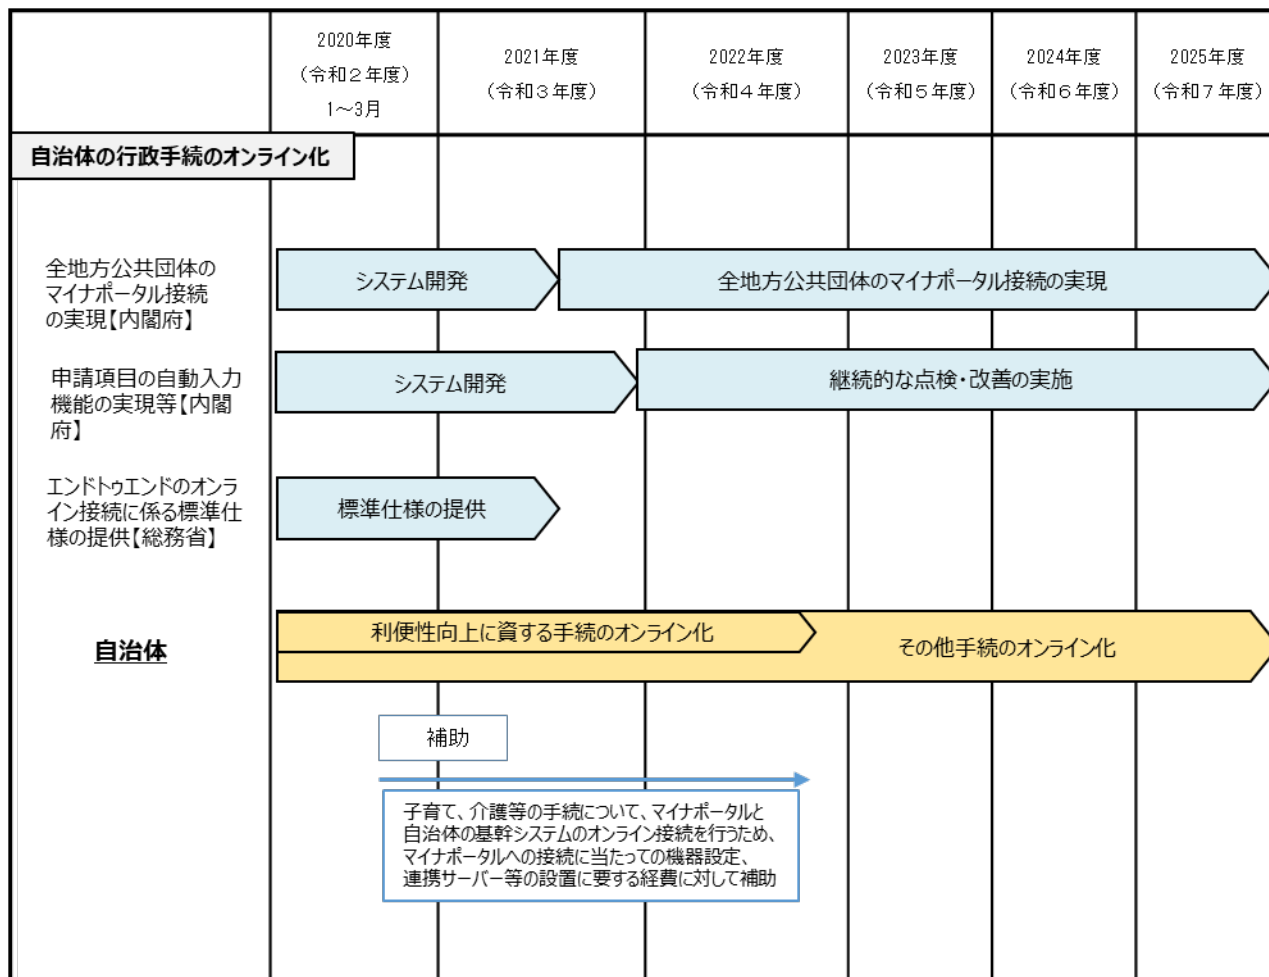 2020年度
（令和２年度）
1～3月
2021年度
（令和３年度）
2022年度
（令和４年度）
2023年度
（令和５年度）
2024年度
（令和６年度）
2025年度
（令和７年度）
自治体の行政手続のオンライン化
全地方公共団体の
マイナポータル接続
の実現【内閣府】
システム開発
全地方公共団体のマイナポータル接続の実現
申請項目の自動入力
機能の実現等【内閣
府】
システム開発
継続的な点検・改善の実施
エンドトゥエンドのオンラ
イン接続に係る標準仕
様の提供【総務省】
標準仕様の提供
自治体
利便性向上に資する手続のオンライン化
その他手続のオンライン化
補助
子育て、介護等の手続について、マイナポータルと
自治体の基幹システムのオンライン接続を行うため、
マイナポータルへの接続に当たっての機器設定、
連携サーバー等の設置に要する経費に対して補助